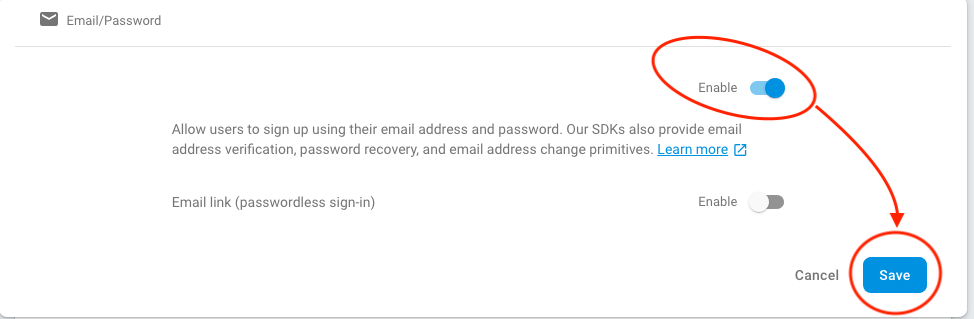 Email/Password
Enable
Allow users to sign up using their email address and password. Our SDKs also provide email
address verification, password recovery, and email address change primitives. Learn more
Email link (passwordless sign-in) Enable
Cancel Save